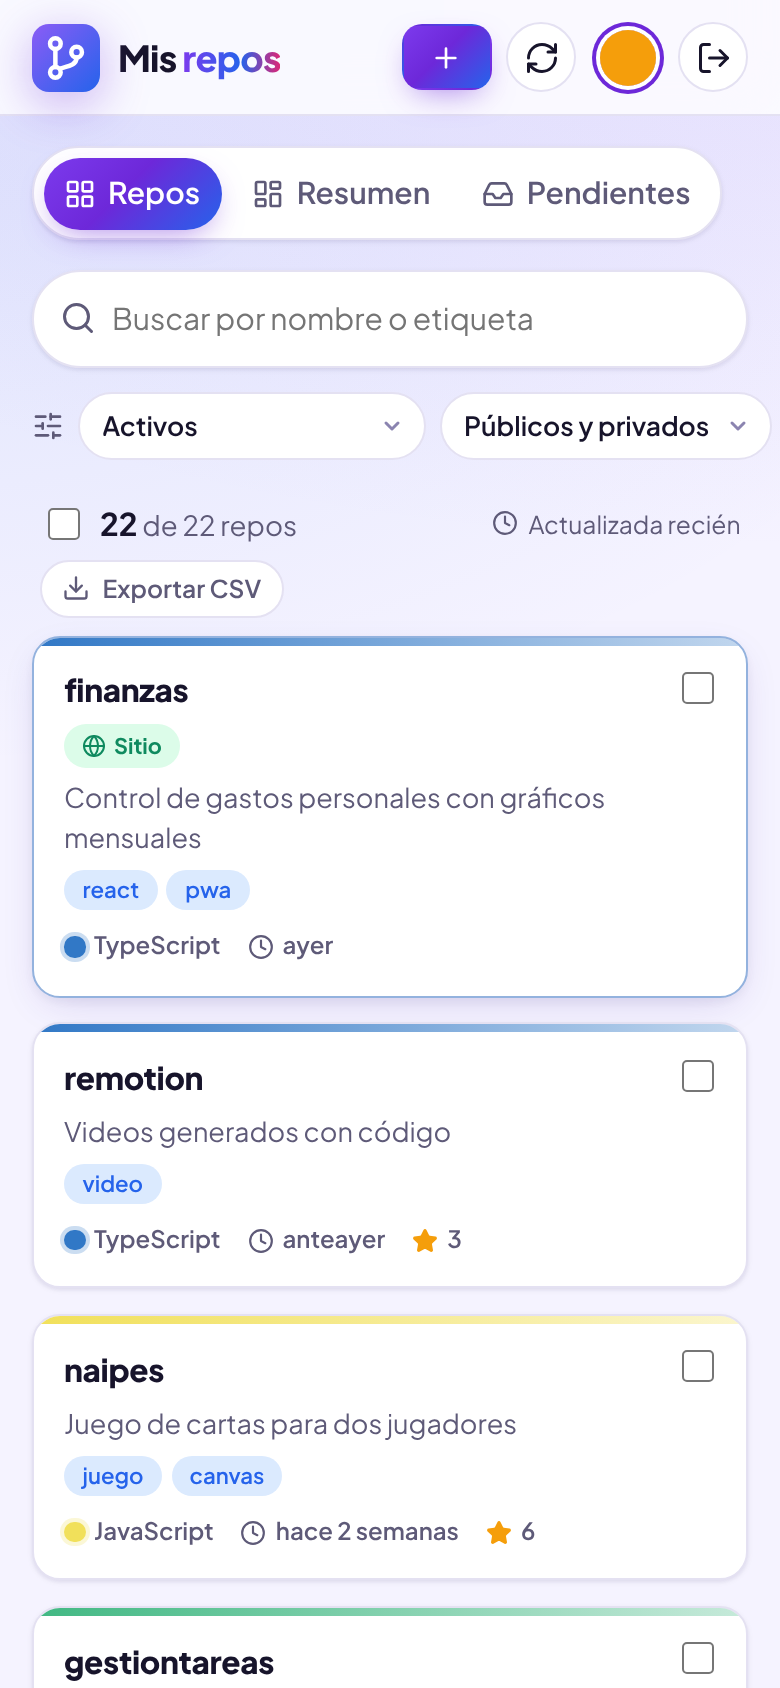 Mis repos
Repos
Resumen
Pendientes
Buscar por nombre o etiqueta
Activos
Públicos y privados
22 de 22 repos
Actualizada recién
Exportar CSV
finanzas
Sitio
Control de gastos personales con gráficos
mensuales
react
pwa
TypeScript
ayer
remotion
Videos generados con código
video
TypeScript
anteayer
3
naipes
Juego de cartas para dos jugadores
juego
canvas
JavaScript
hace 2 semanas
6
gestiontareas